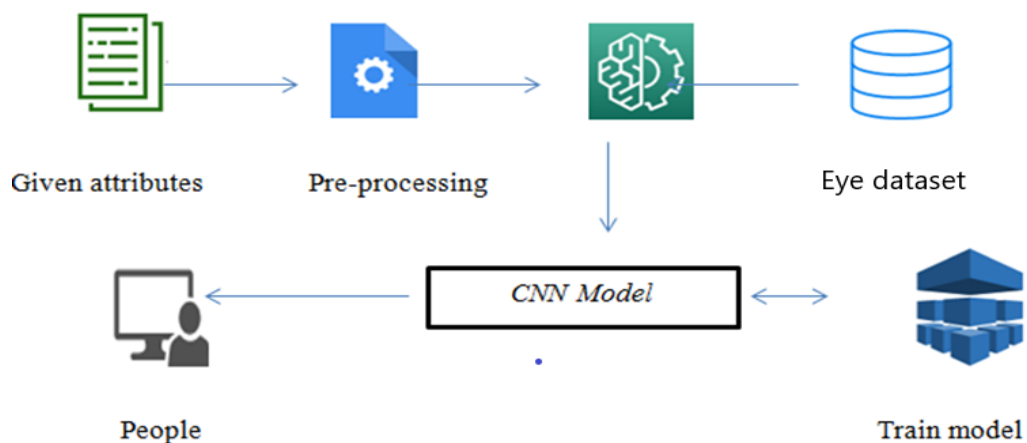 Given attributes
Pre-processing
Eye dataset
CNN Model
People
Train model